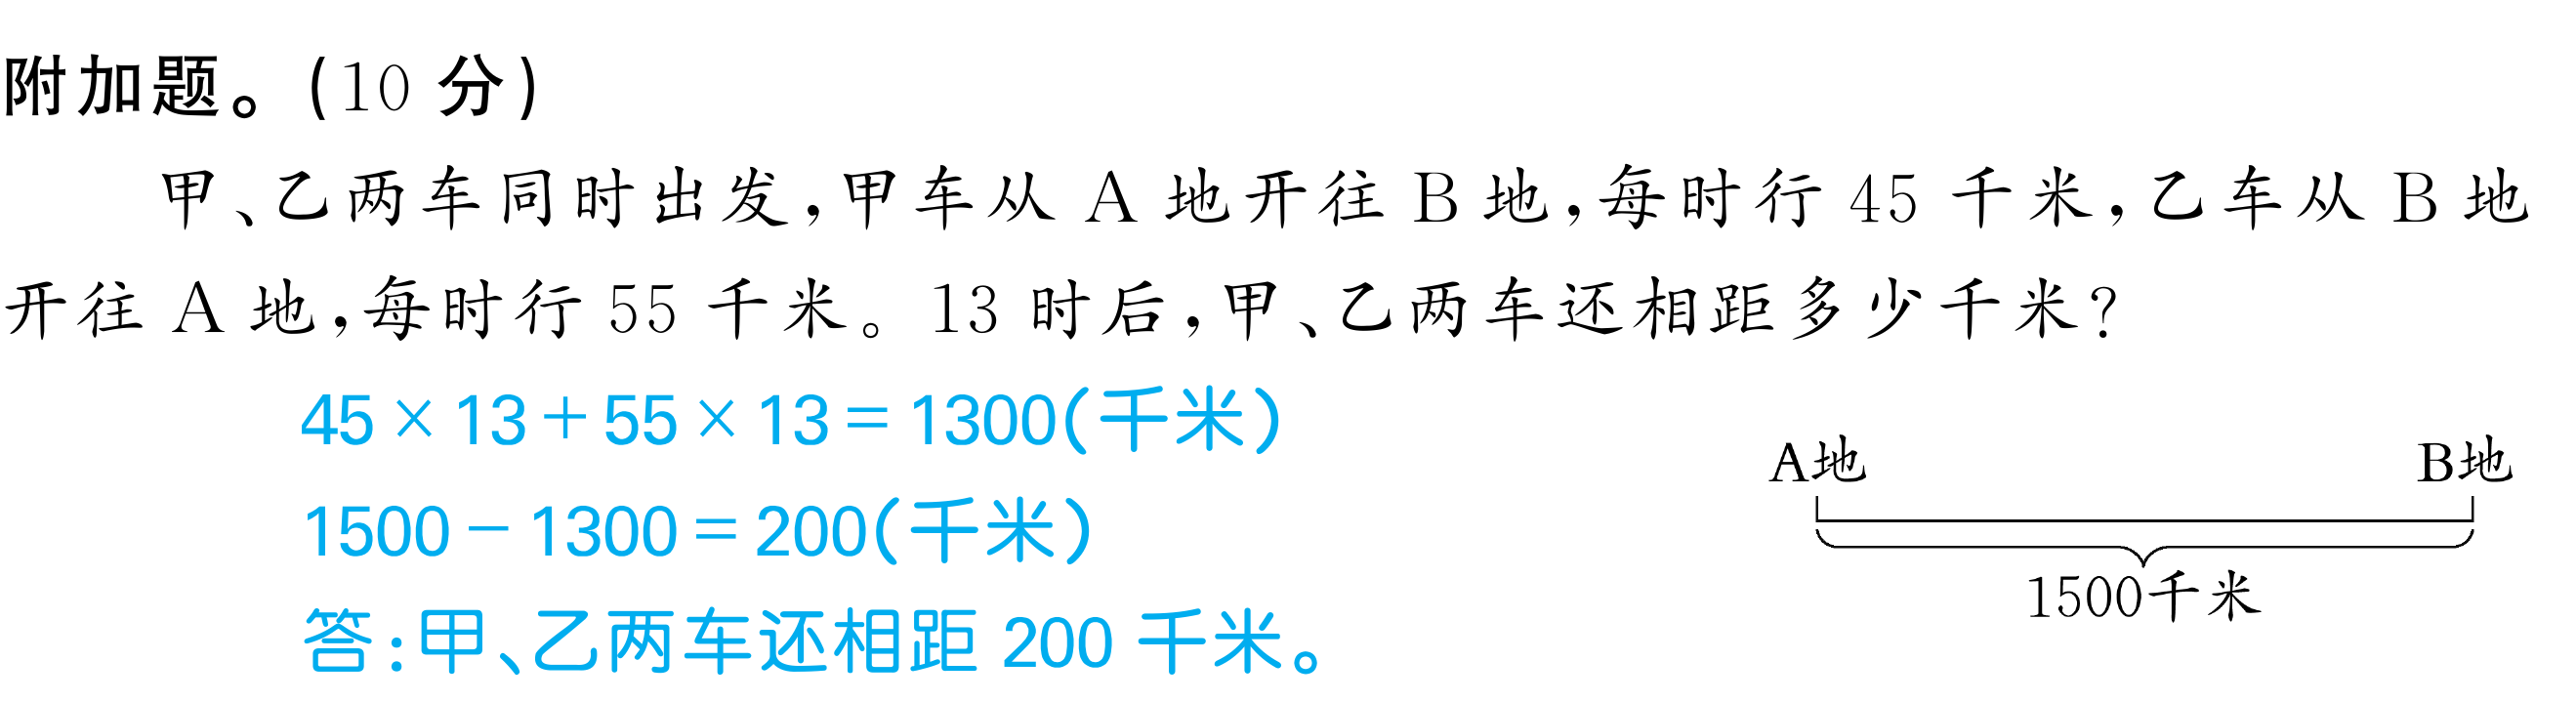 附加题。(10 分)
甲、乙两车同时出发,甲车从 A 地开往 B 地,每时行 45 千米,乙车从 B 地
开往 A 地,每时行 55 千米。13 时后,甲、乙两车还相距多少千米?
45 × 13 + 55 × 13 = 1300(千米)
1500 − 1300 = 200(千米)
答:甲、乙两车还相距 200 千米。
A地 B地
1500千米